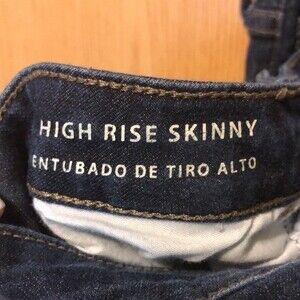 HIGH RISE SKINNY
ENTUBADO DE TIRO ALTO